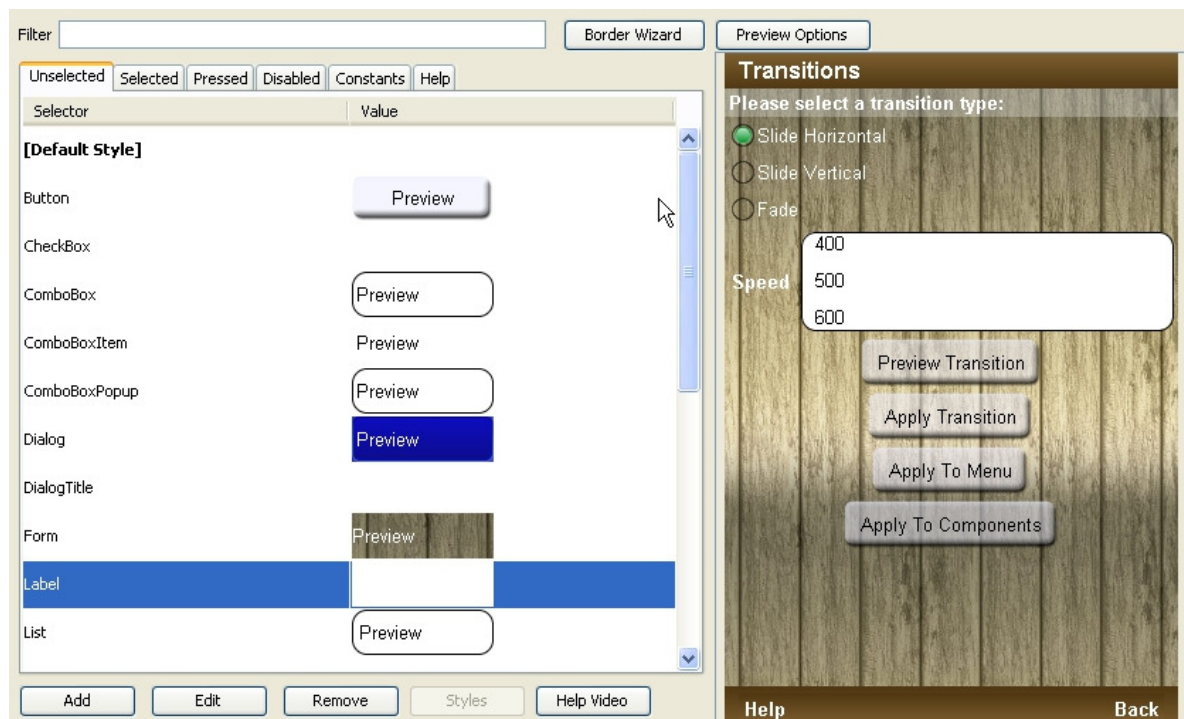 Filter Border Wizard Preview Options
Unselected Selected Pressed Disabled Constants Help
Selector Value
[Default Style]
Button Preview
CheckBox
ComboBox Preview
ComboBoxItem Preview
ComboBoxPopup Preview
Dialog Preview
DialogTitle
Form Preview
Label
List Preview
Add Edit Remove Styles Help Video
Transitions
Please select a transition type:
Slide Horizontal
Slide Vertical
Fade
400
Speed 500
600
Preview Transition
Apply Transition
Apply To Menu
Apply To Components
Help Back